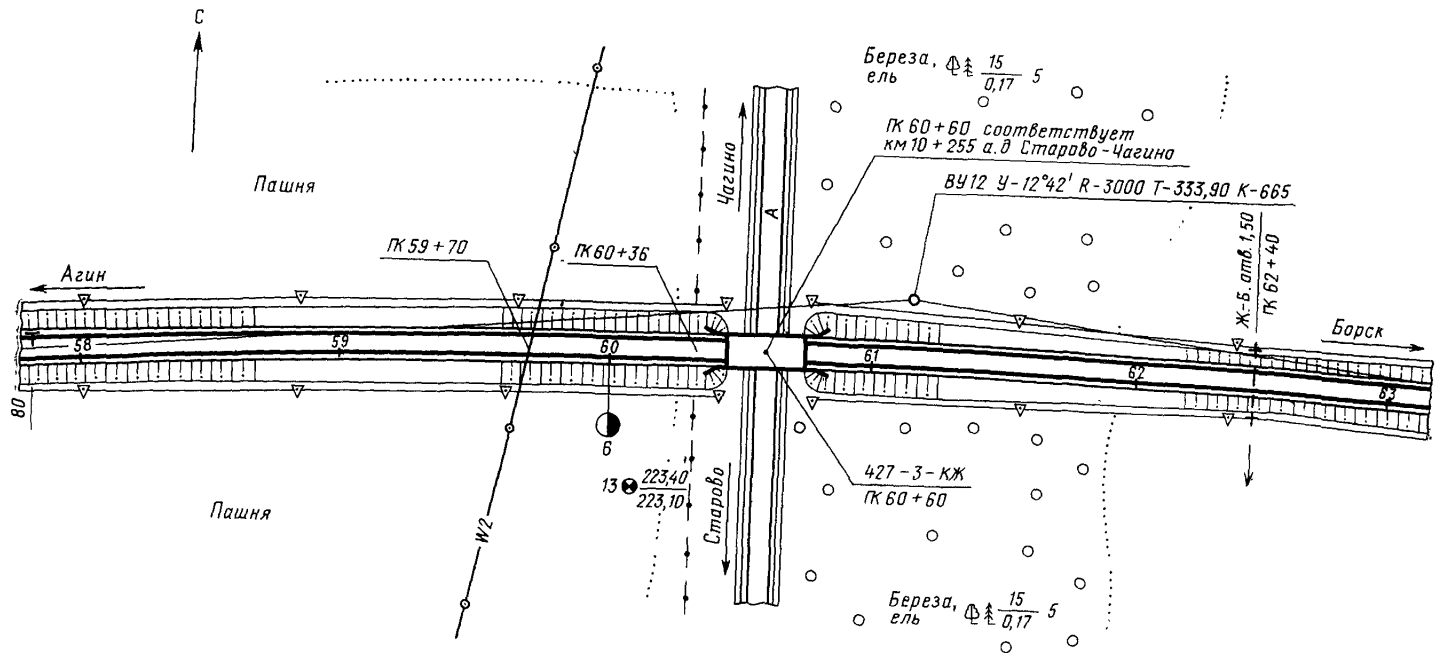 С
Береза,
ель
15
0,17
5
ПК 60+60 соответствует
км 10+255 а.д Старово-Чагино
ВУ12 У-12°42' R-3000 Т-333,90 К-665
Пашня
Чагино
А
ПК 59+70
ПК 60+36
Ж.-Б. отв. 1,50
ПК 62+40
Агин
Борск
58
59
60
61
62
63
80
6
13
223,40
223,10
427-3-КЖ
ПК 60+60
Старово
Пашня
W2
Береза,
ель
15
0,17
5